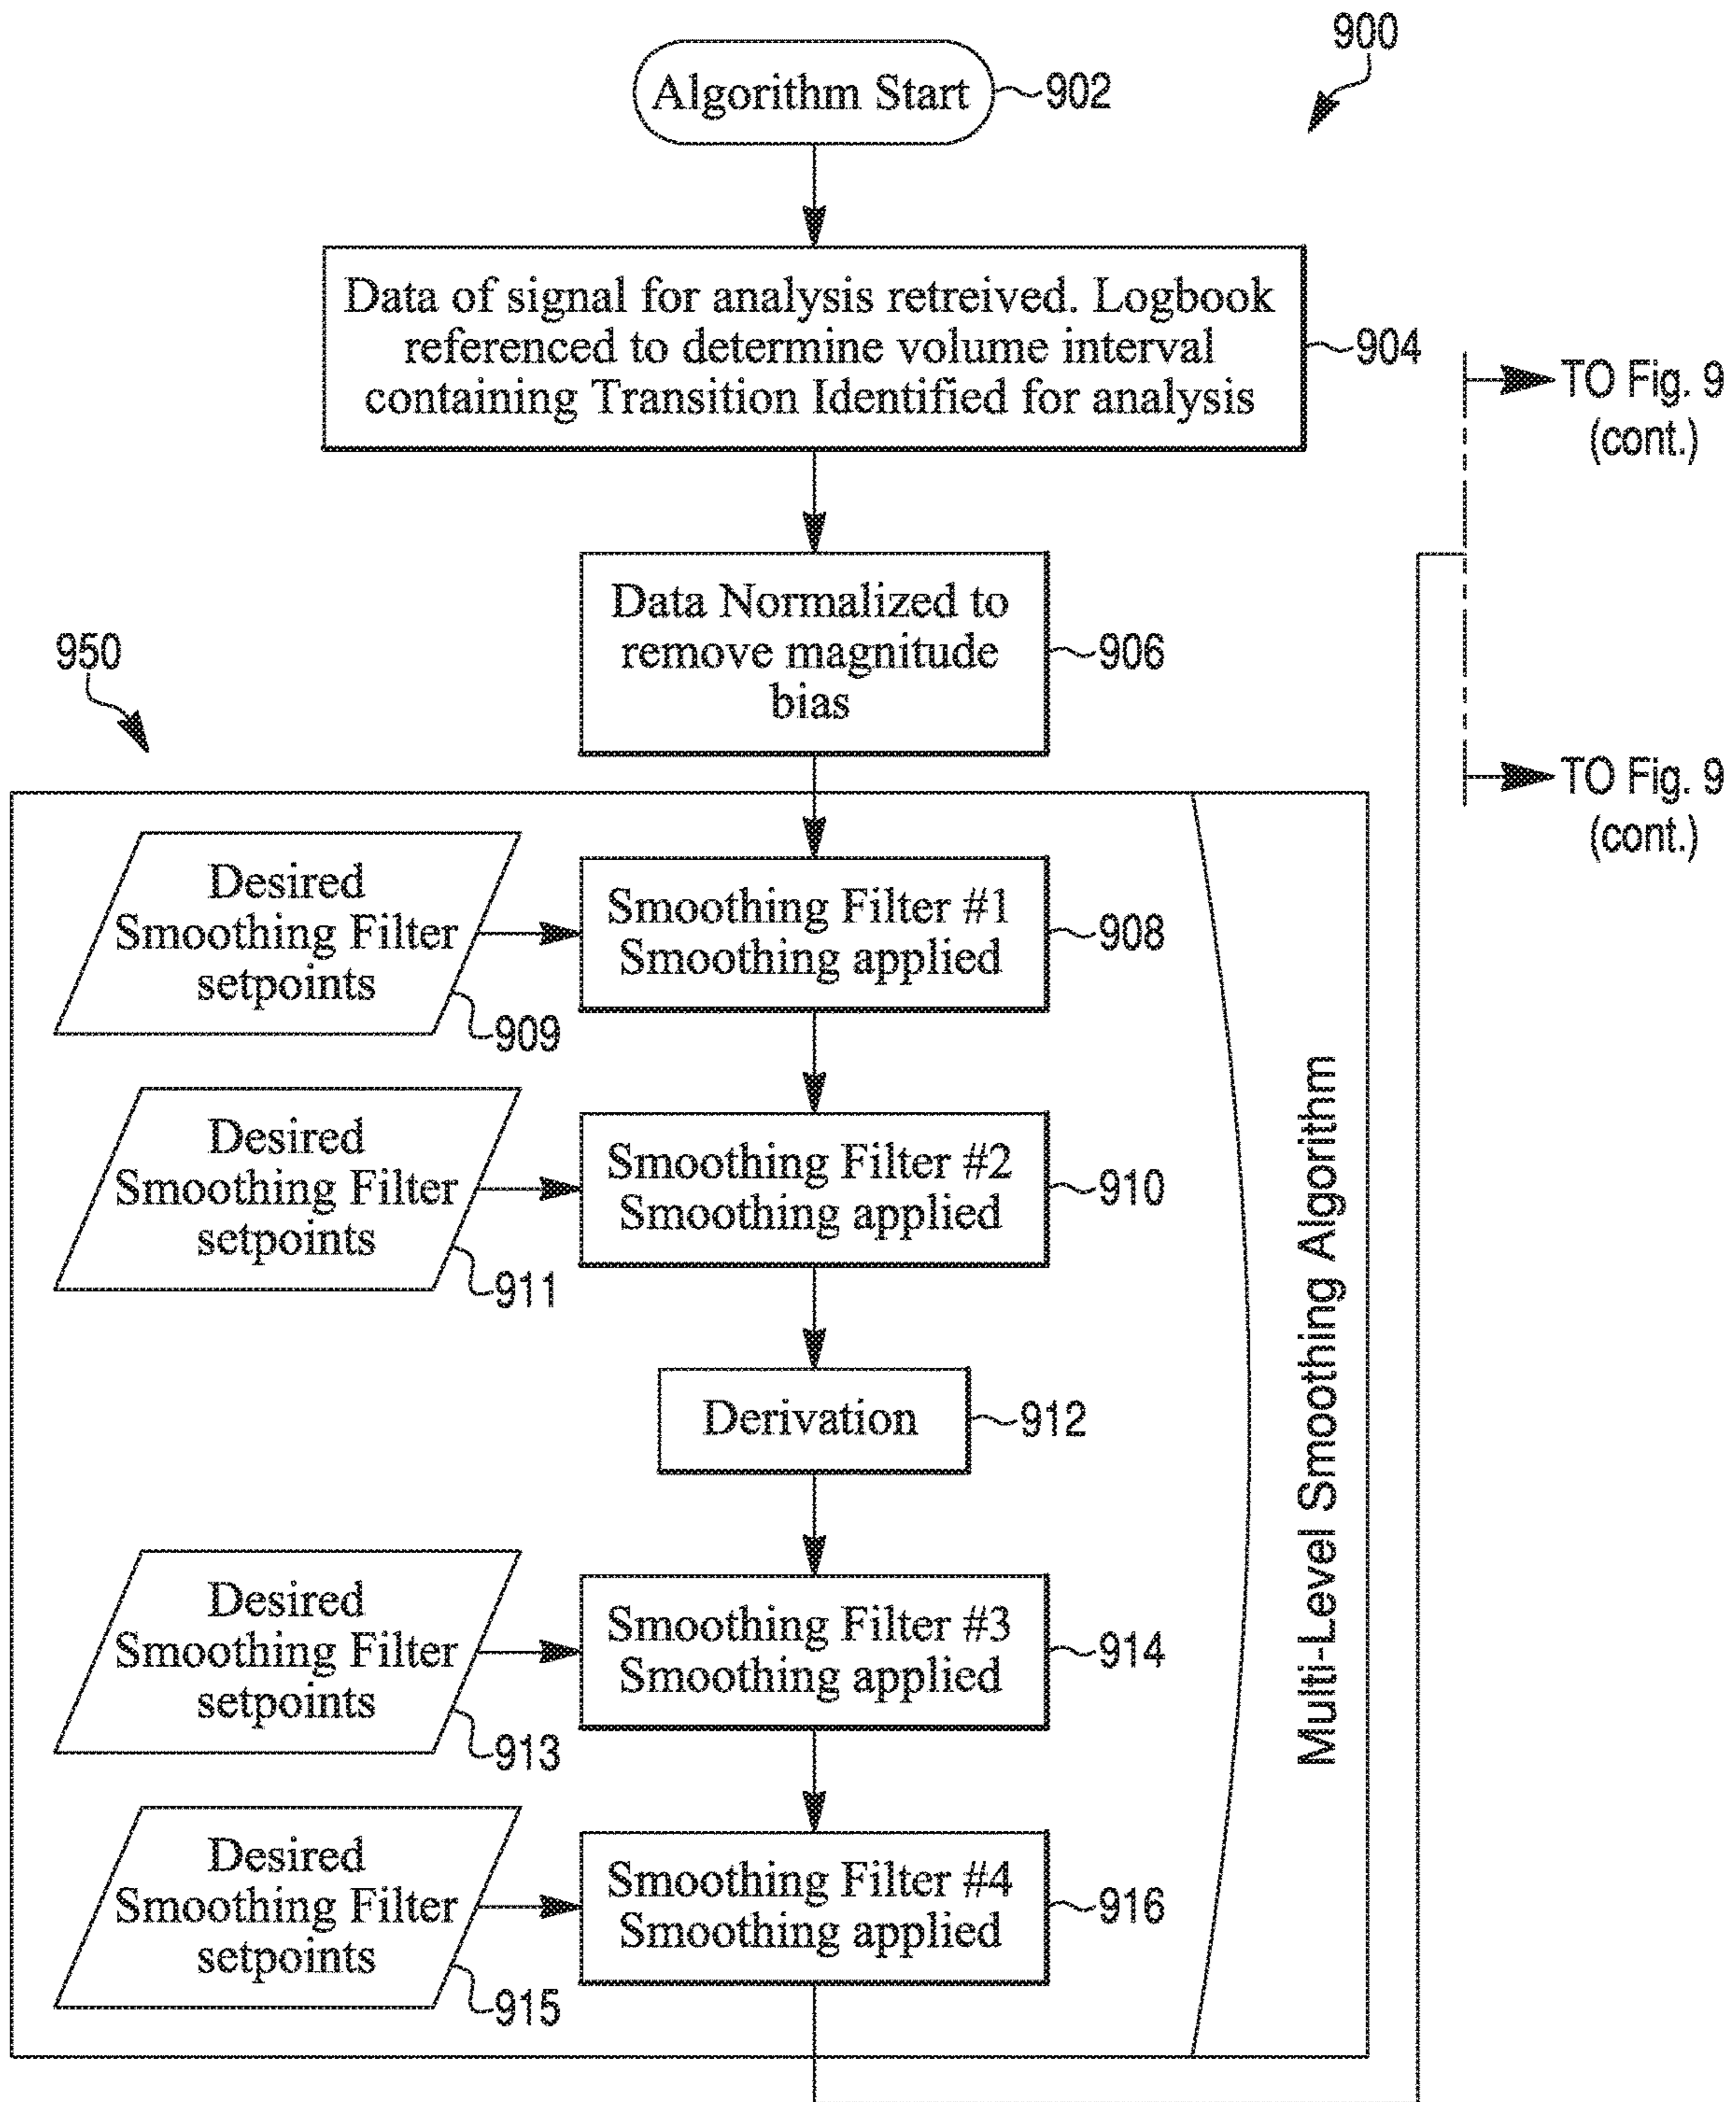 900
Algorithm Start
902
Data of signal for analysis retreived. Logbook
referenced to determine volume interval
containing Transition Identified for analysis
904
TO Fig. 9
(cont.)
Data Normalized to
remove magnitude
bias
906
950
TO Fig. 9
(cont.)
Desired
Smoothing Filter
setpoints
909
Smoothing Filter #1
Smoothing applied
908
Desired
Smoothing Filter
setpoints
911
Smoothing Filter #2
Smoothing applied
910
Multi-Level Smoothing Algorithm
Derivation
912
Desired
Smoothing Filter
setpoints
913
Smoothing Filter #3
Smoothing applied
914
Desired
Smoothing Filter
setpoints
915
Smoothing Filter #4
Smoothing applied
916